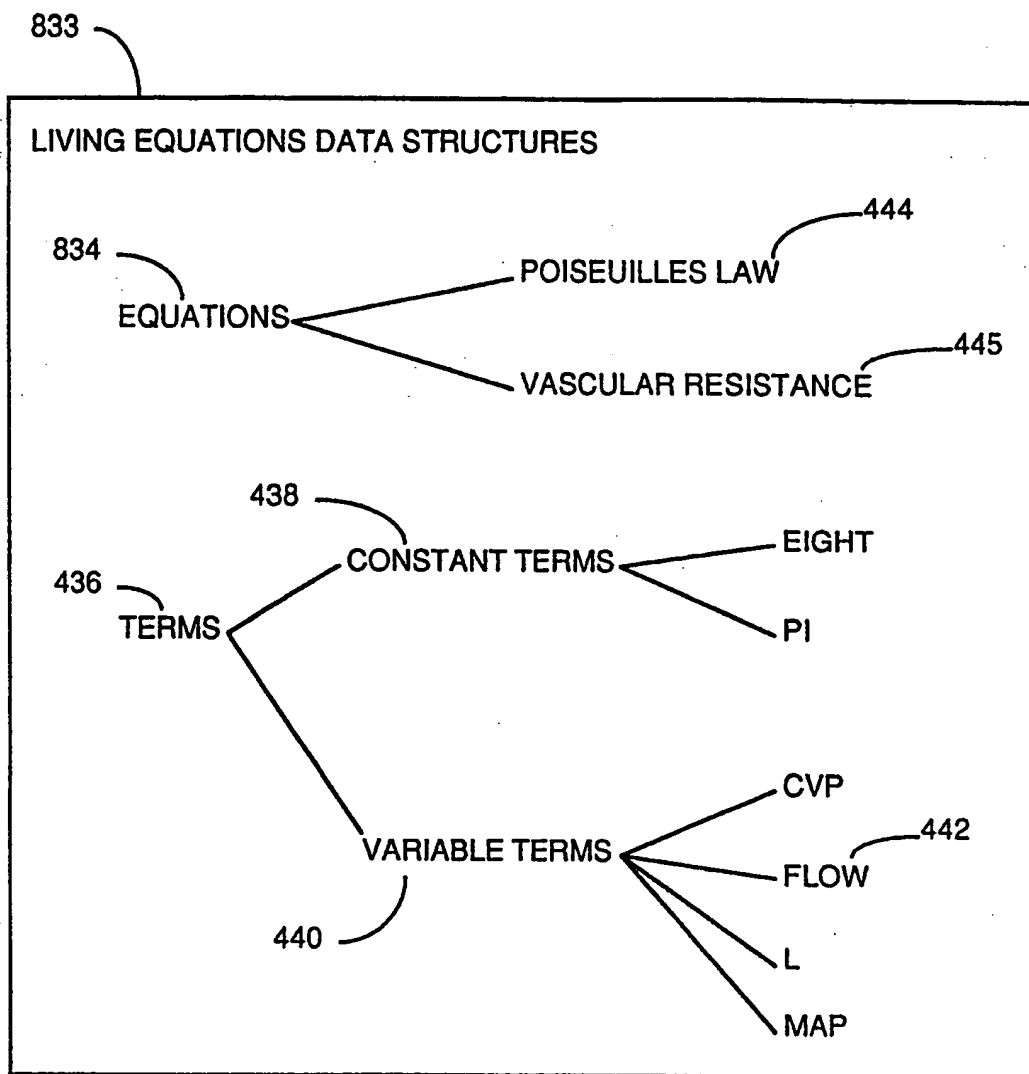 833
LIVING EQUATIONS DATA STRUCTURES
444
834
POISEUILLES LAW
EQUATIONS
445
VASCULAR RESISTANCE
438
EIGHT
CONSTANT TERMS
436
TERMS
PI
CVP
442
VARIABLE TERMS
FLOW
440
L
MAP